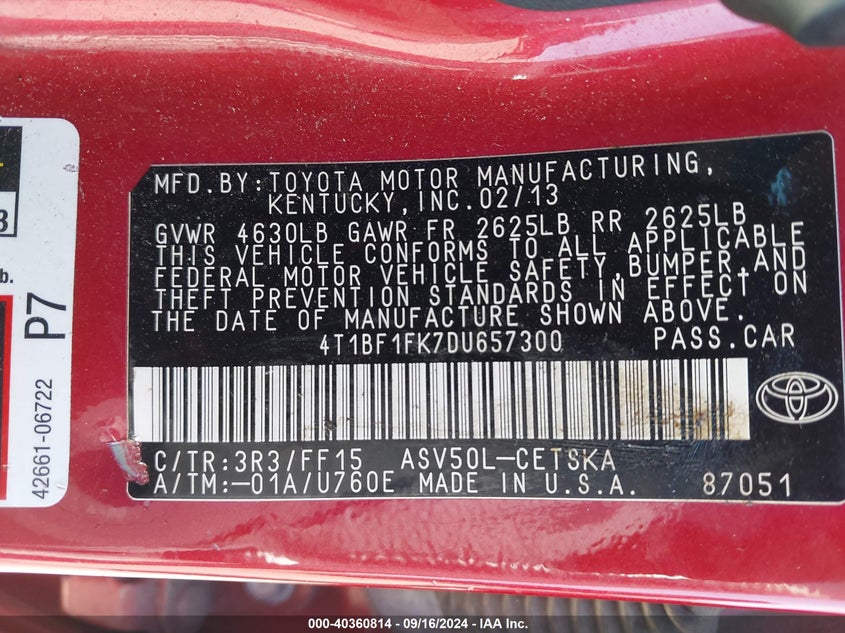 3
b.
P7
42661-06722
MFD. BY: TOYOTA MOTOR MANUFACTURING,
KENTUCKY, INC. 02/13
GVWR 4630LB GAWR FR 2625LB RR 2625LB
THIS VEHICLE CONFORMS TO ALL APPLICABLE
FEDERAL MOTOR VEHICLE SAFETY, BUMPER, AND
THEFT PREVENTION STANDARDS IN EFFECT ON
THE DATE OF MANUFACTURE SHOWN ABOVE.
4T1BF1FK7DU657300 PASS. CAR
C/TR: 3R3/FF15 ASV50L-CETSKA
A/TM: -01A/U760E MADE IN U.S.A. 87051
000-40360814 - 09/16/2024 - IAA Inc.